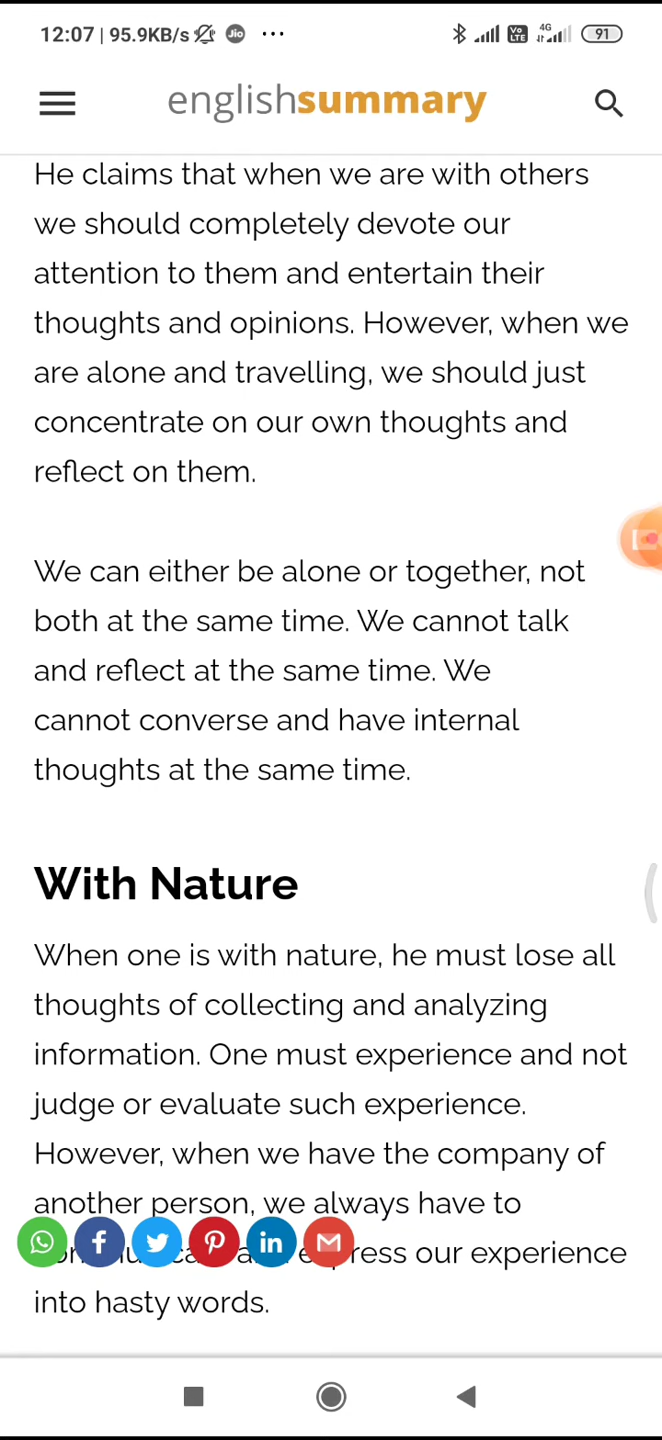 12:07 | 95.9KB/s Jio ...
Vo LTE 4G 91
englishsummary
He claims that when we are with others
we should completely devote our
attention to them and entertain their
thoughts and opinions. However, when we
are alone and travelling, we should just
concentrate on our own thoughts and
reflect on them.
We can either be alone or together, not
both at the same time. We cannot talk
and reflect at the same time. We
cannot converse and have internal
thoughts at the same time.
With Nature
When one is with nature, he must lose all
thoughts of collecting and analyzing
information. One must experience and not
judge or evaluate such experience.
However, when we have the company of
another person, we always have to
our experience
into hasty words.